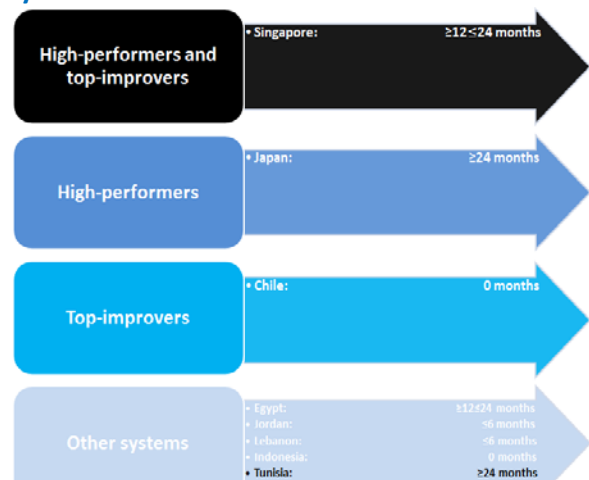 High-performers and
top-improvers
• Singapore: ≥12≤24 months
High-performers
• Japan: ≥24 months
Top-improvers
• Chile: 0 months
Other systems
• Egypt: ≥12≤24 months
• Jordan: ≤6 months
• Lebanon: ≤6 months
• Indonesia: 0 months
• Tunisia: ≥24 months